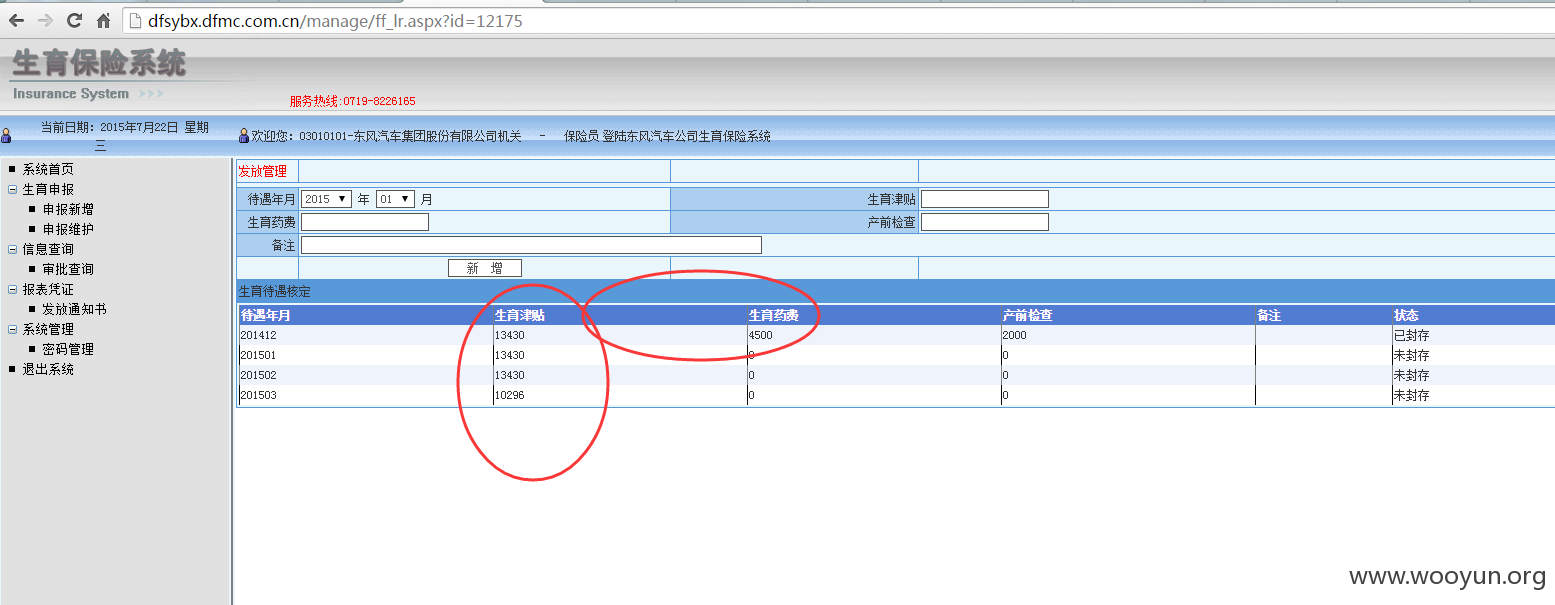 dfsybx.dfmc.com.cn/manage/ff_lr.aspx?id=12175
生育保险系统
Insurance System >>>
服务热线:0719-8226165
当前日期：2015年7月22日 星期三
欢迎您：03010101-东风汽车集团股份有限公司机关 - 保险员 登陆东风汽车公司生育保险系统
系统首页
生育申报
申报新增
申报维护
信息查询
审批查询
报表凭证
发放通知书
系统管理
密码管理
退出系统
发放管理
待遇年月 2015 年 01 月 生育津贴
生育药费 产前检查
备注
新 增
生育待遇核定
待遇年月 生育津贴 生育药费 产前检查 备注 状态
201412 13430 4500 2000 已封存
201501 13430 0 0 未封存
201502 13430 0 0 未封存
201503 10296 0 0 未封存
www.wooyun.org